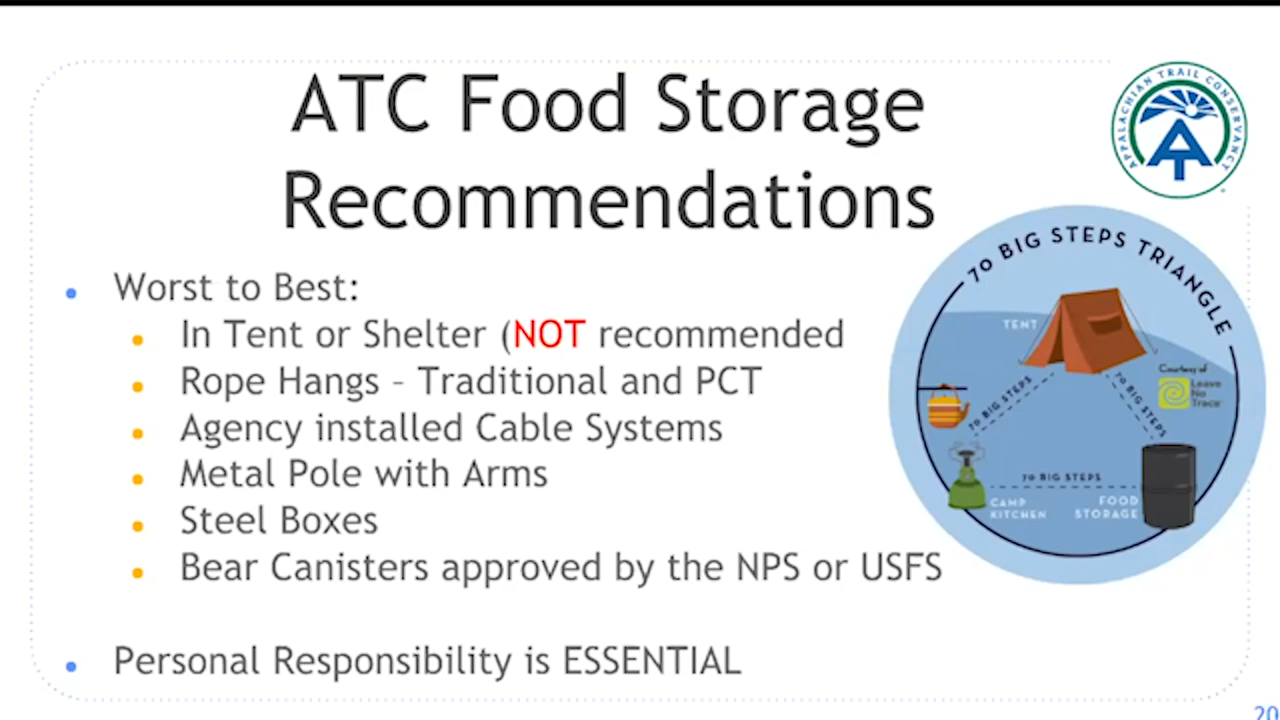 ATC Food Storage
Recommendations
APPALACHIAN TRAIL CONSERVANCY
70 BIG STEPS TRIANGLE
Worst to Best:
In Tent or Shelter (NOT recommended
Rope Hangs – Traditional and PCT
Agency installed Cable Systems
Metal Pole with Arms
Steel Boxes
Bear Canisters approved by the NPS or USFS
TENT
Courtesy of
Leave
No
Trace
70 BIG STEPS
70 BIG STEPS
70 BIG STEPS
CAMP
KITCHEN
FOOD
STORAGE
Personal Responsibility is ESSENTIAL
20